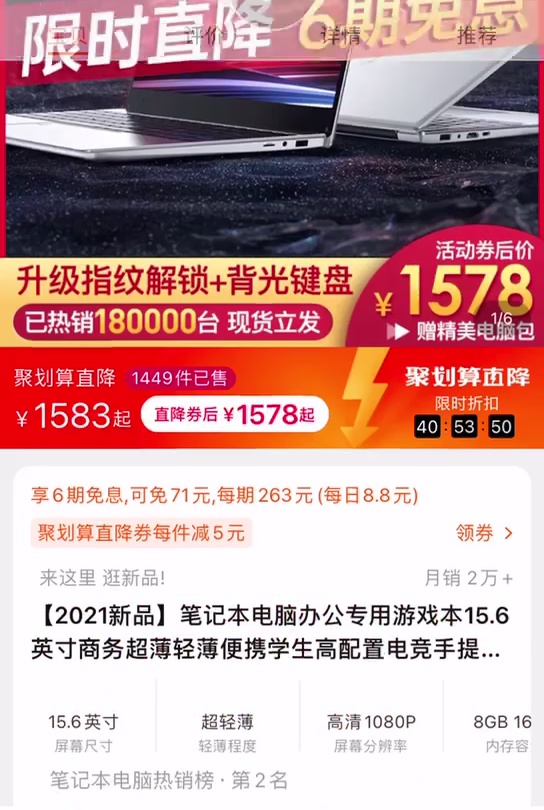 限时直降 6期免息
宝贝 评价 详情 推荐
活动券后价
升级指纹解锁+背光键盘
¥1578
已热销180000台 现货立发
1/6
赠精美电脑包
聚划算直降 1449件已售
聚划算直降
¥1583起 直降券后 ¥1578起
限时折扣
40:53:50
享6期免息,可免71元,每期263元(每日8.8元)
聚划算直降券每件减5元 领券 >
来这里 逛新品! 月销 2万+
【2021新品】笔记本电脑办公专用游戏本15.6
英寸商务超薄轻薄便携学生高配置电竞手提...
15.6英寸 超轻薄 高清1080P 8GB 16
屏幕尺寸 轻薄程度 屏幕分辨率 内存容
笔记本电脑热销榜 · 第2名